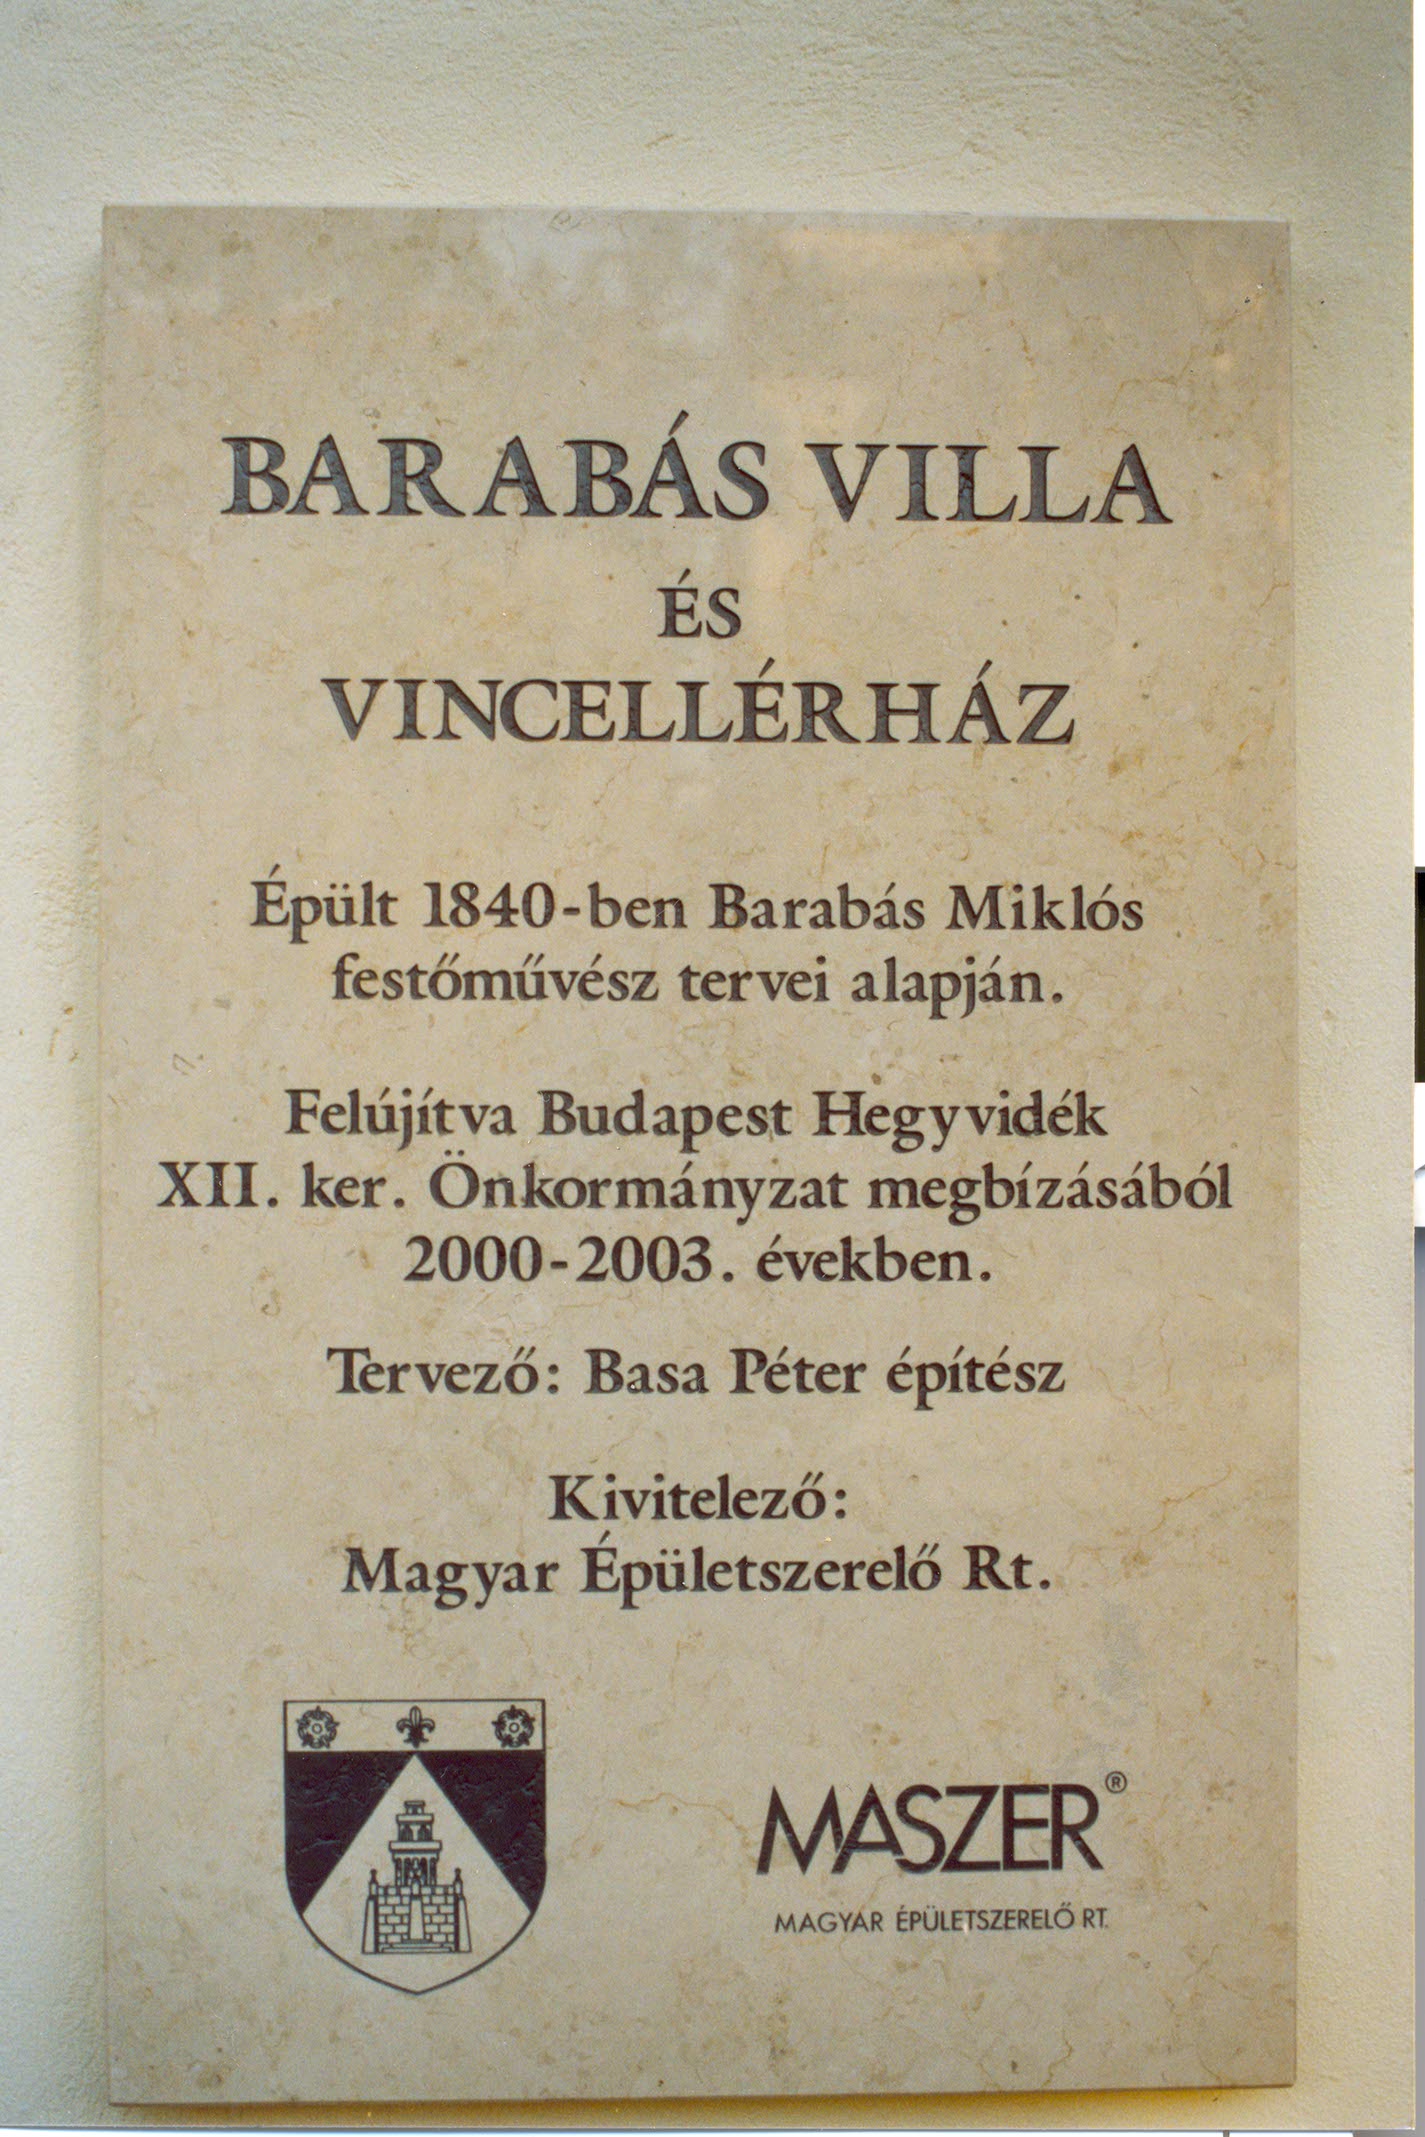 BARABÁS VILLA
ÉS
VINCELLÉRHÁZ
Épült 1840-ben Barabás Miklós
festőművész tervei alapján.
Felújítva Budapest Hegyvidék
XII. ker. Önkormányzat megbízásából
2000-2003. években.
Tervező: Basa Péter építész
Kivitelező:
Magyar Épületszerelő Rt.
MASZER®
MAGYAR ÉPÜLETSZERELŐ RT.